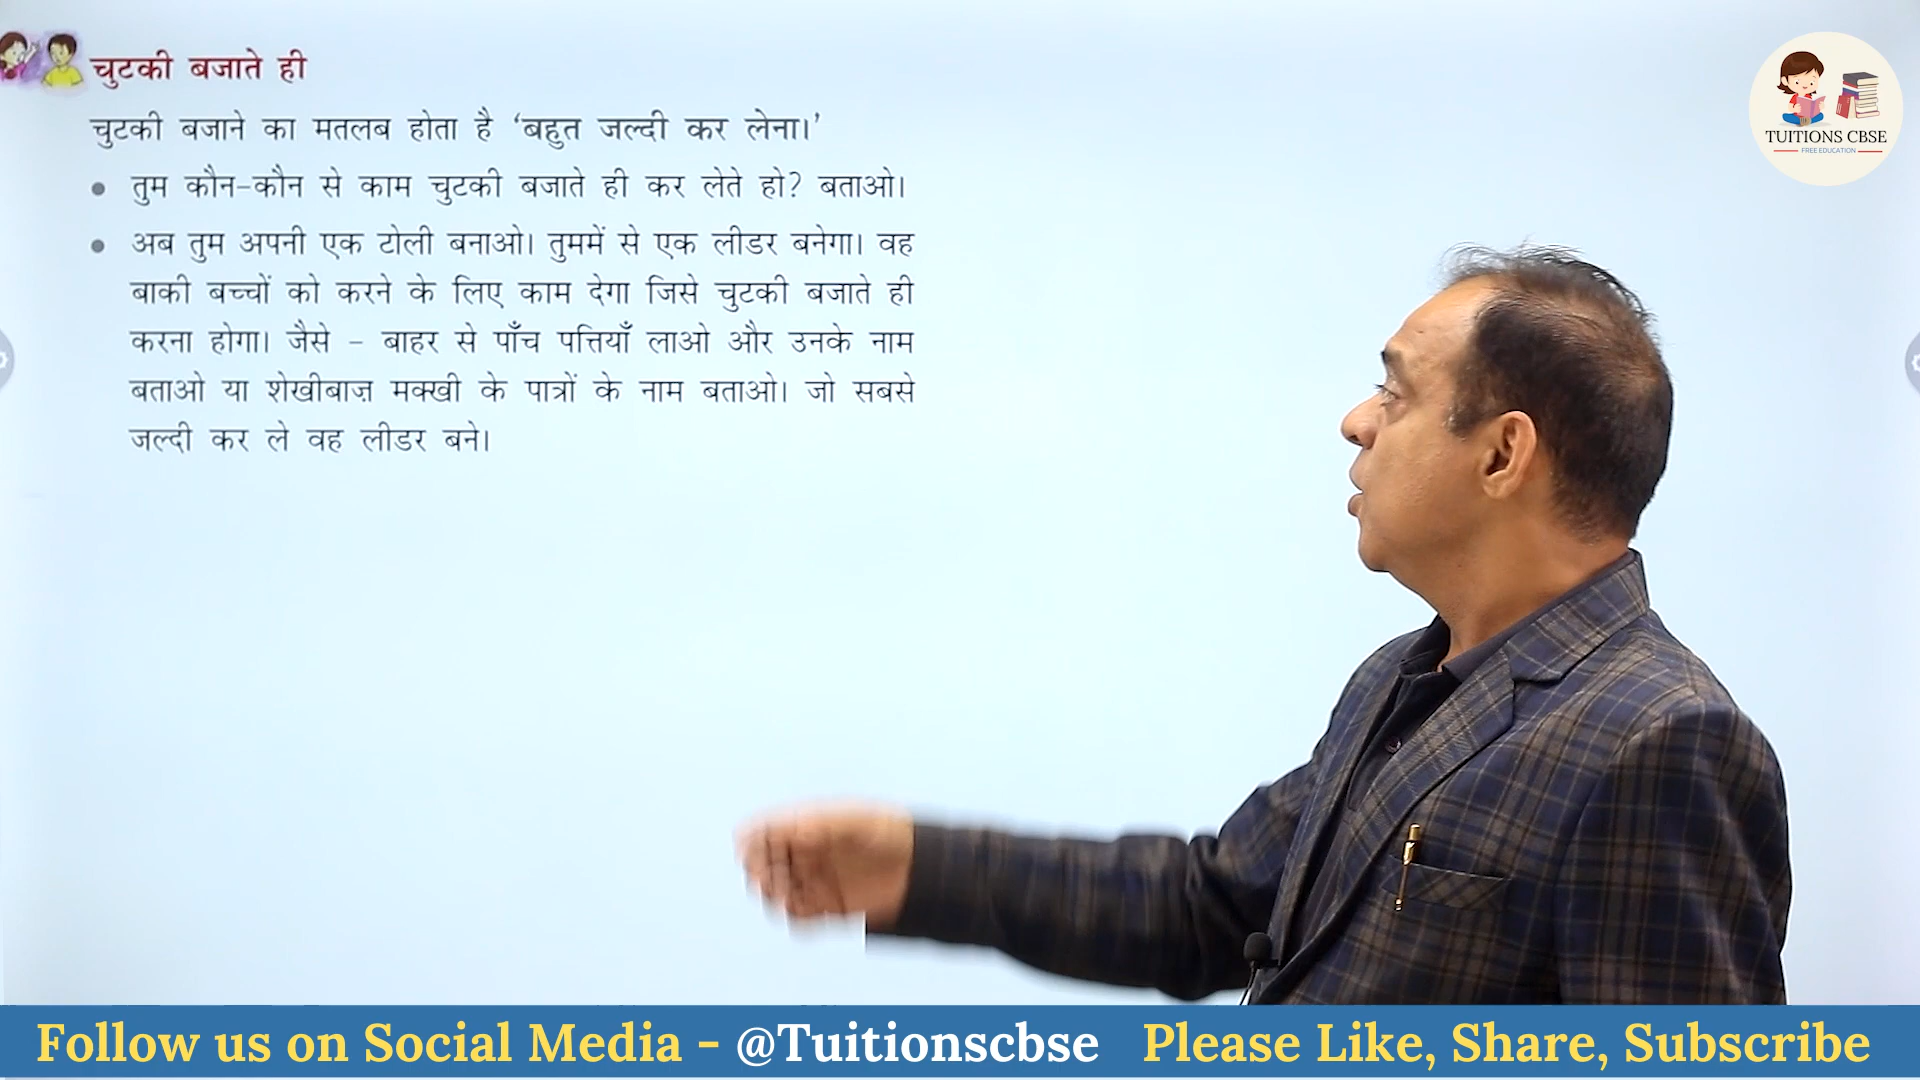 चुटकी बजाते ही
चुटकी बजाने का मतलब होता है ‘बहुत जल्दी कर लेना।’
• तुम कौन-कौन से काम चुटकी बजाते ही कर लेते हो? बताओ।
• अब तुम अपनी एक टोली बनाओ। तुममें से एक लीडर बनेगा। वह
बाकी बच्चों को करने के लिए काम देगा जिसे चुटकी बजाते ही
करना होगा। जैसे – बाहर से पाँच पत्तियाँ लाओ और उनके नाम
बताओ या शेखीबाज़ मक्खी के पात्रों के नाम बताओ। जो सबसे
जल्दी कर ले वह लीडर बने।
TUITIONS CBSE
FREE EDUCATION
Follow us on Social Media - @Tuitionscbse Please Like, Share, Subscribe